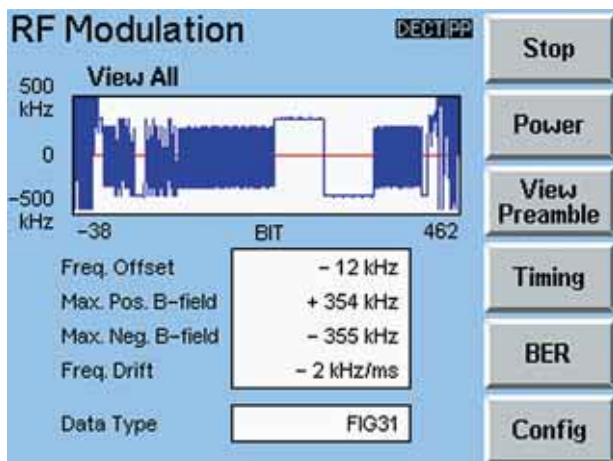 RF Modulation
DECT PP
View All
500
kHz
0
-500
kHz
-38
BIT
462
Freq. Offset
- 12 kHz
Max. Pos. B-field
+ 354 kHz
Max. Neg. B-field
- 355 kHz
Freq. Drift
- 2 kHz/ms
Data Type
FIG31
Stop
Power
View
Preamble
Timing
BER
Config